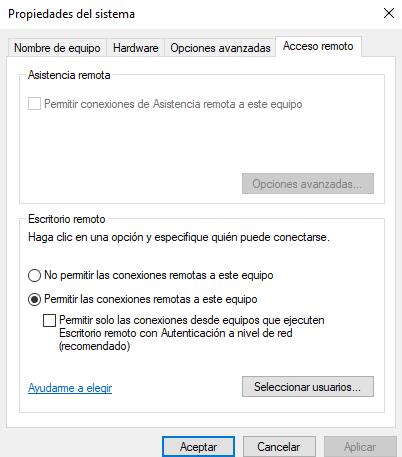 Propiedades del sistema
Nombre de equipo
Hardware
Opciones avanzadas
Acceso remoto
Asistencia remota
Permitir conexiones de Asistencia remota a este equipo
Opciones avanzadas...
Escritorio remoto
Haga clic en una opción y especifique quién puede conectarse.
No permitir las conexiones remotas a este equipo
Permitir las conexiones remotas a este equipo
Permitir solo las conexiones desde equipos que ejecuten
Escritorio remoto con Autenticación a nivel de red
(recomendado)
Ayudarme a elegir
Seleccionar usuarios...
Aceptar
Cancelar
Aplicar